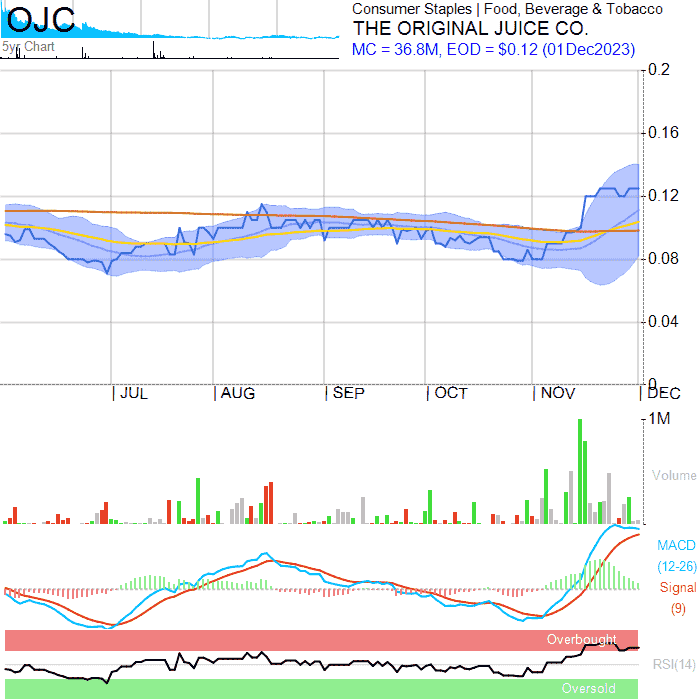 OJC
5yr Chart
Consumer Staples | Food, Beverage & Tobacco
THE ORIGINAL JUICE CO.
MC = 36.8M, EOD = $0.12 (01Dec2023)
0.2
0.16
0.12
0.08
0.04
0
| JUL | AUG | SEP | OCT | NOV | DEC
1M
Volume
MACD
(12-26)
Signal
(9)
Overbought
RSI(14)
Oversold